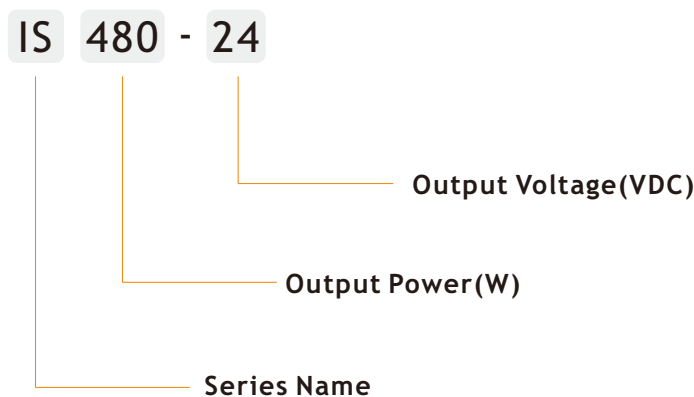 IS 480 - 24
Output Voltage(VDC)
Output Power(W)
Series Name